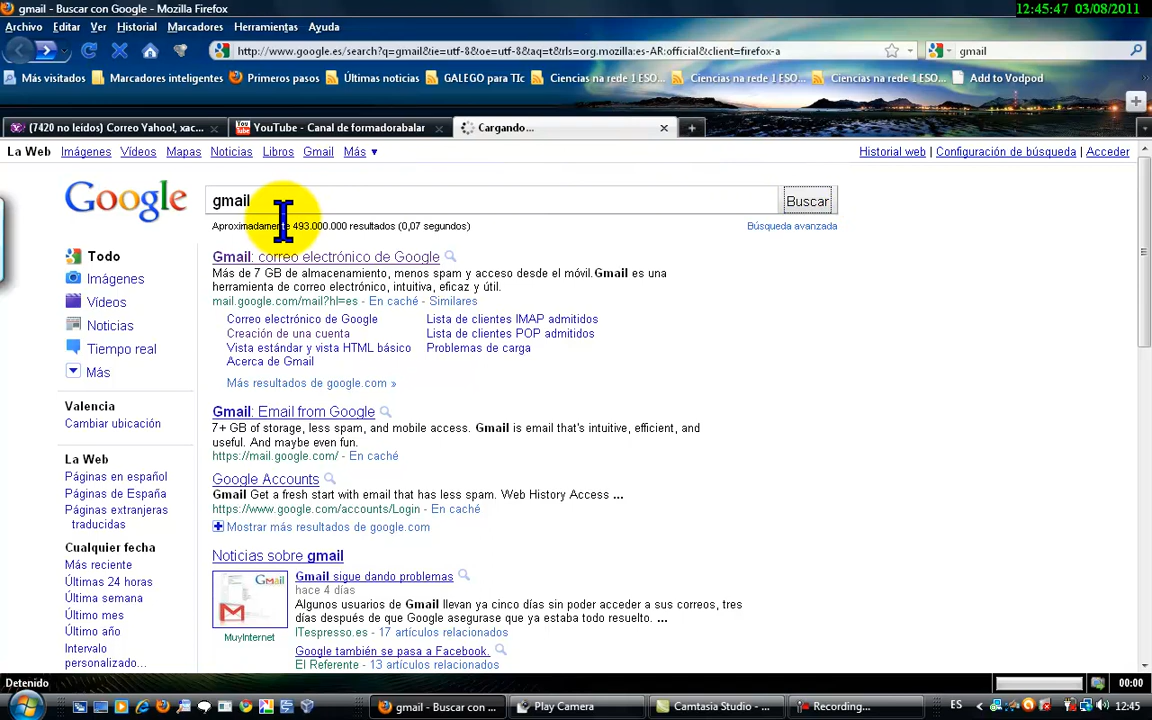 gmail - Buscar con Google - Mozilla Firefox
12:45:47 03/08/2011
Archivo Editar Ver Historial Marcadores Herramientas Ayuda
http://www.google.es/search?q=gmail&ie=utf-8&oe=utf-8&aq=t&rls=org.mozilla:es-AR:official&client=firefox-a
gmail
Más visitados Marcadores inteligentes Primeros pasos Últimas noticias GALEGO para TIc Ciencias na rede 1 ESO... Ciencias na rede 1 ESO... Ciencias na rede 1 ESO... Add to Vodpod
(7420 no leídos) Correo Yahoo!, xac... YouTube - Canal de formadorabalar Cargando...
La Web Imágenes Vídeos Mapas Noticias Libros Gmail Más ▼
Historial web | Configuración de búsqueda | Acceder
Google
gmail
Buscar
Aproximadamente 493.000.000 resultados (0,07 segundos)
Búsqueda avanzada
Todo
Imágenes
Vídeos
Noticias
Tiempo real
Más
Valencia
Cambiar ubicación
La Web
Páginas en español
Páginas de España
Páginas extranjeras
traducidas
Cualquier fecha
Más reciente
Últimas 24 horas
Última semana
Último mes
Último año
Intervalo
personalizado...
Gmail: correo electrónico de Google
Más de 7 GB de almacenamiento, menos spam y acceso desde el móvil.Gmail es una
herramienta de correo electrónico, intuitiva, eficaz y útil.
mail.google.com/mail?hl=es - En caché - Similares
Correo electrónico de Google
Creación de una cuenta
Vista estándar y vista HTML básico
Acerca de Gmail
Lista de clientes IMAP admitidos
Lista de clientes POP admitidos
Problemas de carga
Más resultados de google.com »
Gmail: Email from Google
7+ GB of storage, less spam, and mobile access. Gmail is email that's intuitive, efficient, and
useful. And maybe even fun.
https://mail.google.com/ - En caché
Google Accounts
Gmail Get a fresh start with email that has less spam. Web History Access ...
https://www.google.com/accounts/Login - En caché
Mostrar más resultados de google.com
Noticias sobre gmail
Gmail
MuyInternet
Gmail sigue dando problemas
hace 4 días
Algunos usuarios de Gmail llevan ya cinco días sin poder acceder a sus correos, tres
días después de que Google asegurase que ya estaba todo resuelto. ...
ITespresso.es - 17 artículos relacionados
Google también se pasa a Facebook.
El Referente - 13 artículos relacionados
Detenido
00:00
gmail - Buscar con ... Play Camera Camtasia Studio - ... Recording...
ES
12:45